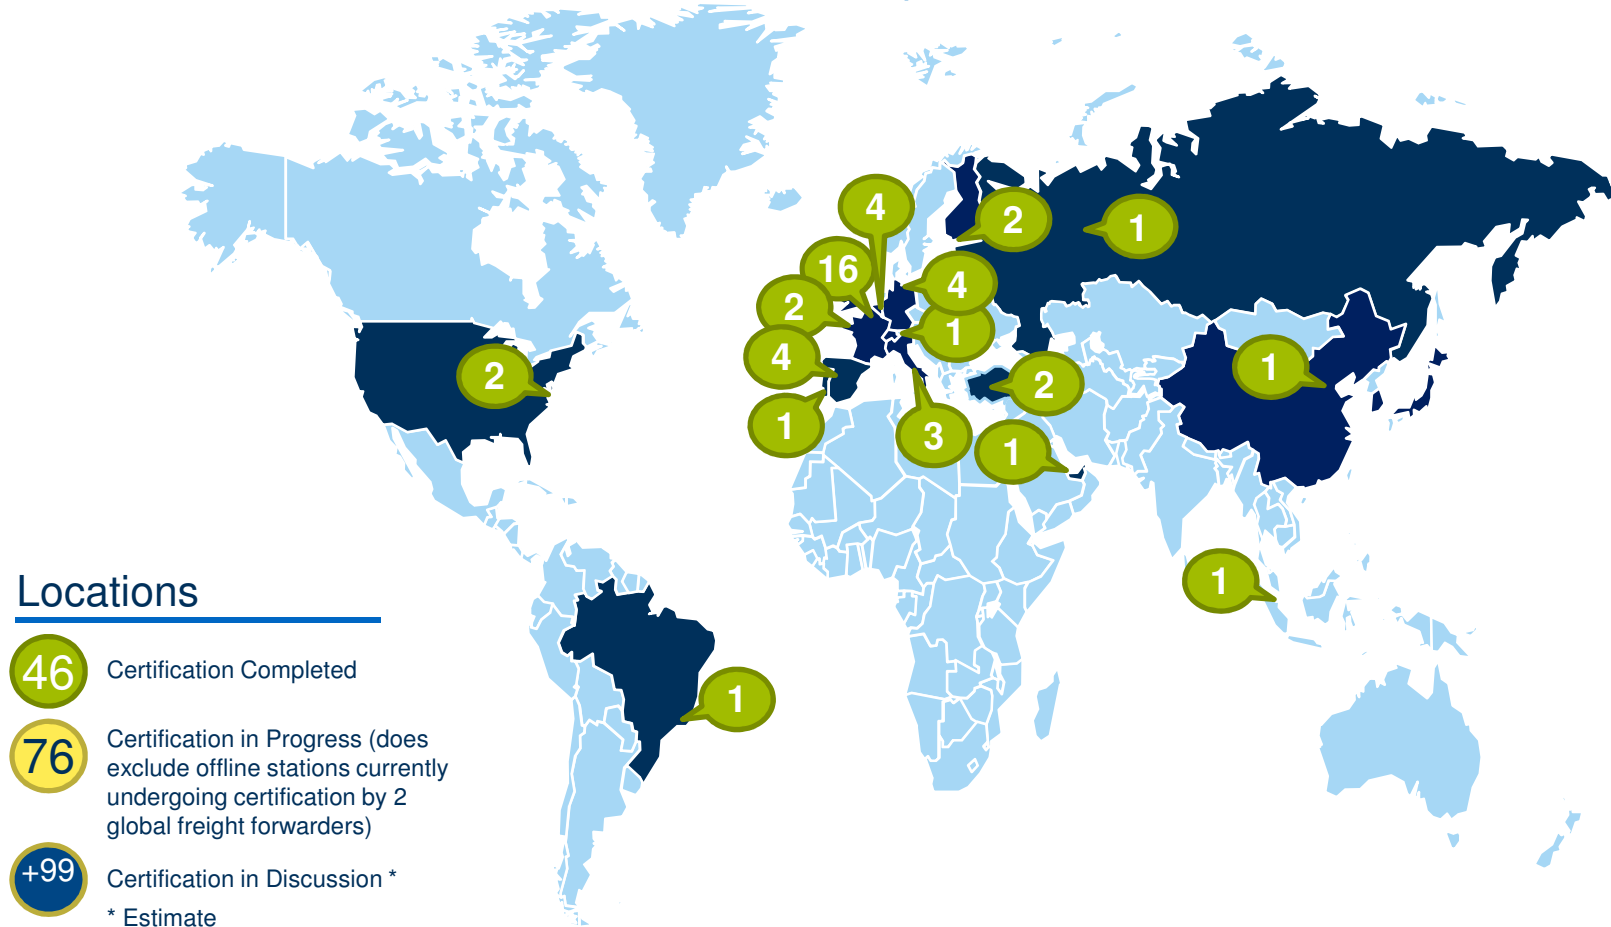 4
2
1
16
4
2
1
4
2
1
2
1
3
1
1
1
Locations
46
Certification Completed
76
Certification in Progress (does
exclude offline stations currently
undergoing certification by 2
global freight forwarders)
+99
Certification in Discussion *
* Estimate